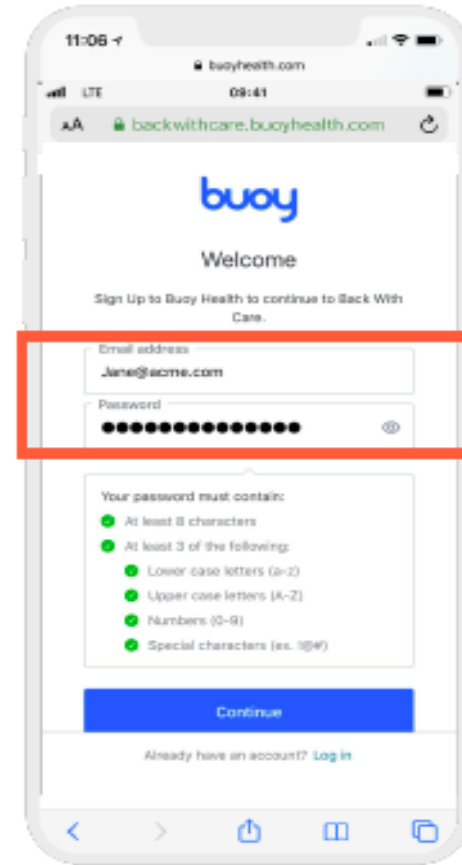 11:06
buoyhealth.com
LTE 09:41
AA backwithcare.buoyhealth.com
buoy
Welcome
Sign Up to Buoy Health to continue to Back With
Care.
Email address
Jane@acme.com
Password
●●●●●●●●●●●●●●
Your password must contain:
At least 8 characters
At least 3 of the following:
Lower case letters (a-z)
Upper case letters (A-Z)
Numbers (0-9)
Special characters (ex. !@#)
Continue
Already have an account? Log in